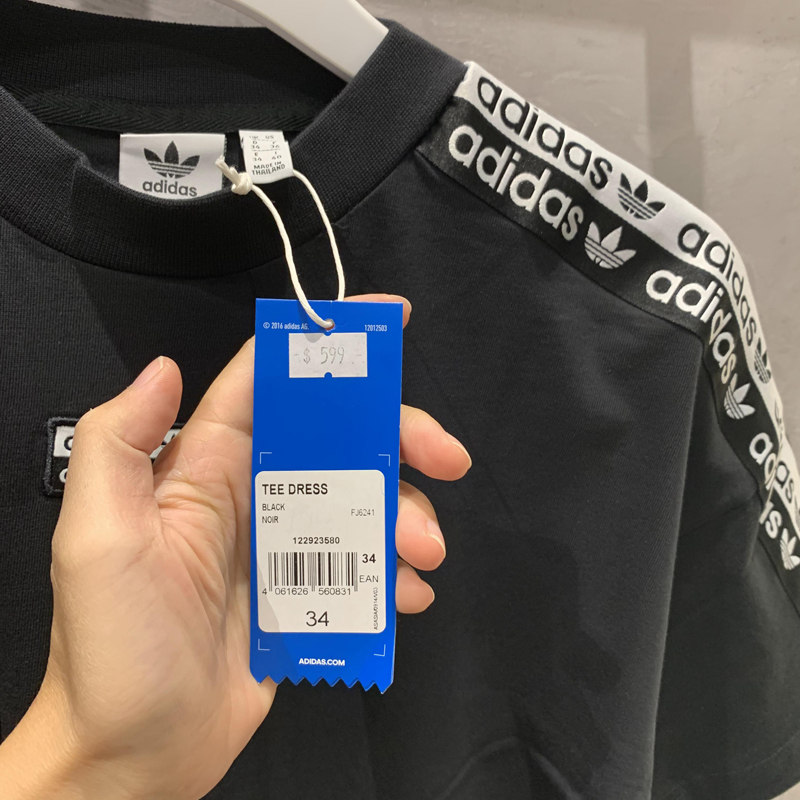 adidas
MADE IN
THAILAND
adidas
adidas
adidas
adidas
© 2016 adidas AG.
12012503
$ 599
TEE DRESS
BLACK
NOIR
FJ6241
122923580
34
EAN
4 061626 560831
34
ADIDAS.COM